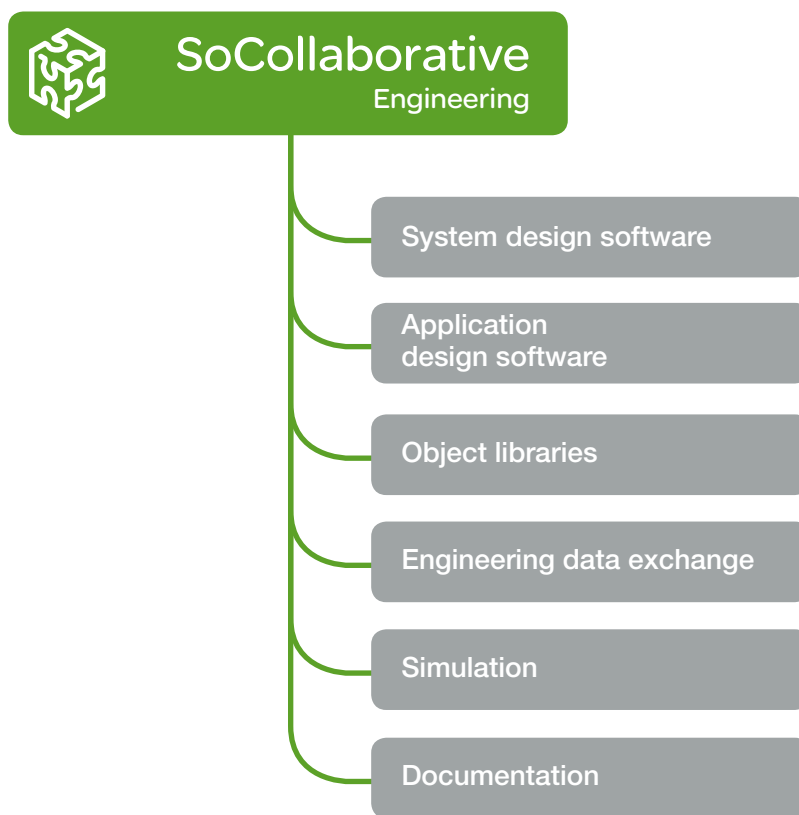 SoCollaborative
Engineering
System design software
Application
design software
Object libraries
Engineering data exchange
Simulation
Documentation